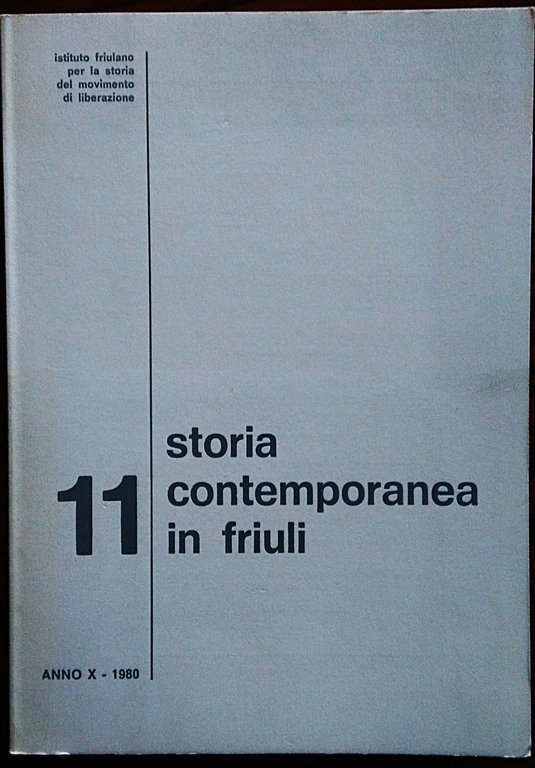 istituto friulano
per la storia
del movimento
di liberazione
11
storia
contemporanea
in friuli
ANNO X - 1980